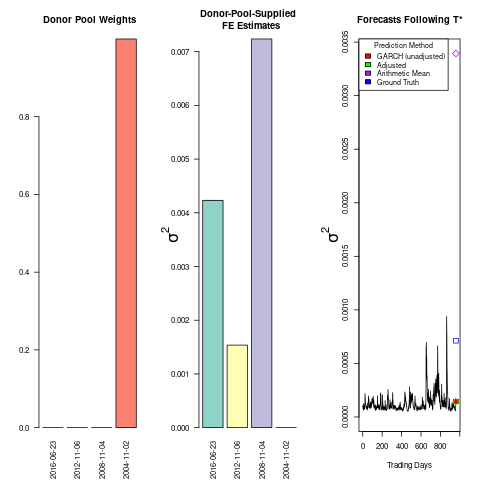 Donor Pool Weights
0.0
0.2
0.4
0.6
0.8
2016-06-23
2012-11-06
2008-11-04
2004-11-02
Donor-Pool-Supplied
FE Estimates
σ2
0.000
0.001
0.002
0.003
0.004
0.005
0.006
0.007
2016-06-23
2012-11-06
2008-11-04
2004-11-02
Forecasts Following T*
σ2
0.0000
0.0005
0.0010
0.0015
0.0020
0.0025
0.0030
0.0035
Prediction Method
GARCH (unadjusted)
Adjusted
Arithmetic Mean
Ground Truth
0 200 400 600 800
Trading Days